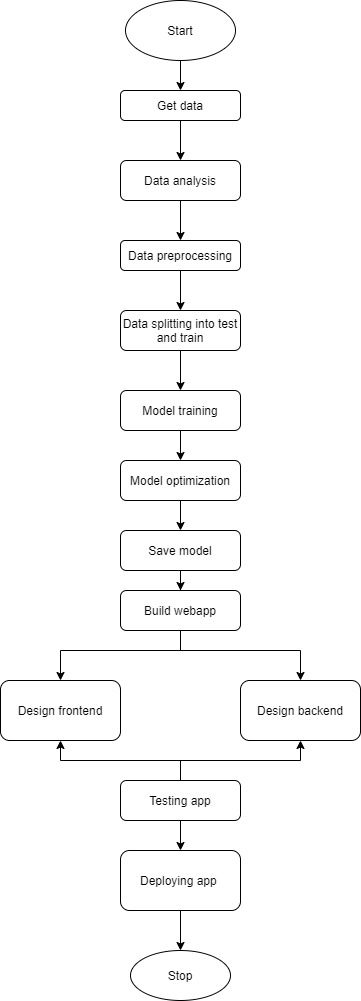 Start
Get data
Data analysis
Data preprocessing
Data splitting into test
and train
Model training
Model optimization
Save model
Build webapp
Design frontend
Design backend
Testing app
Deploying app
Stop